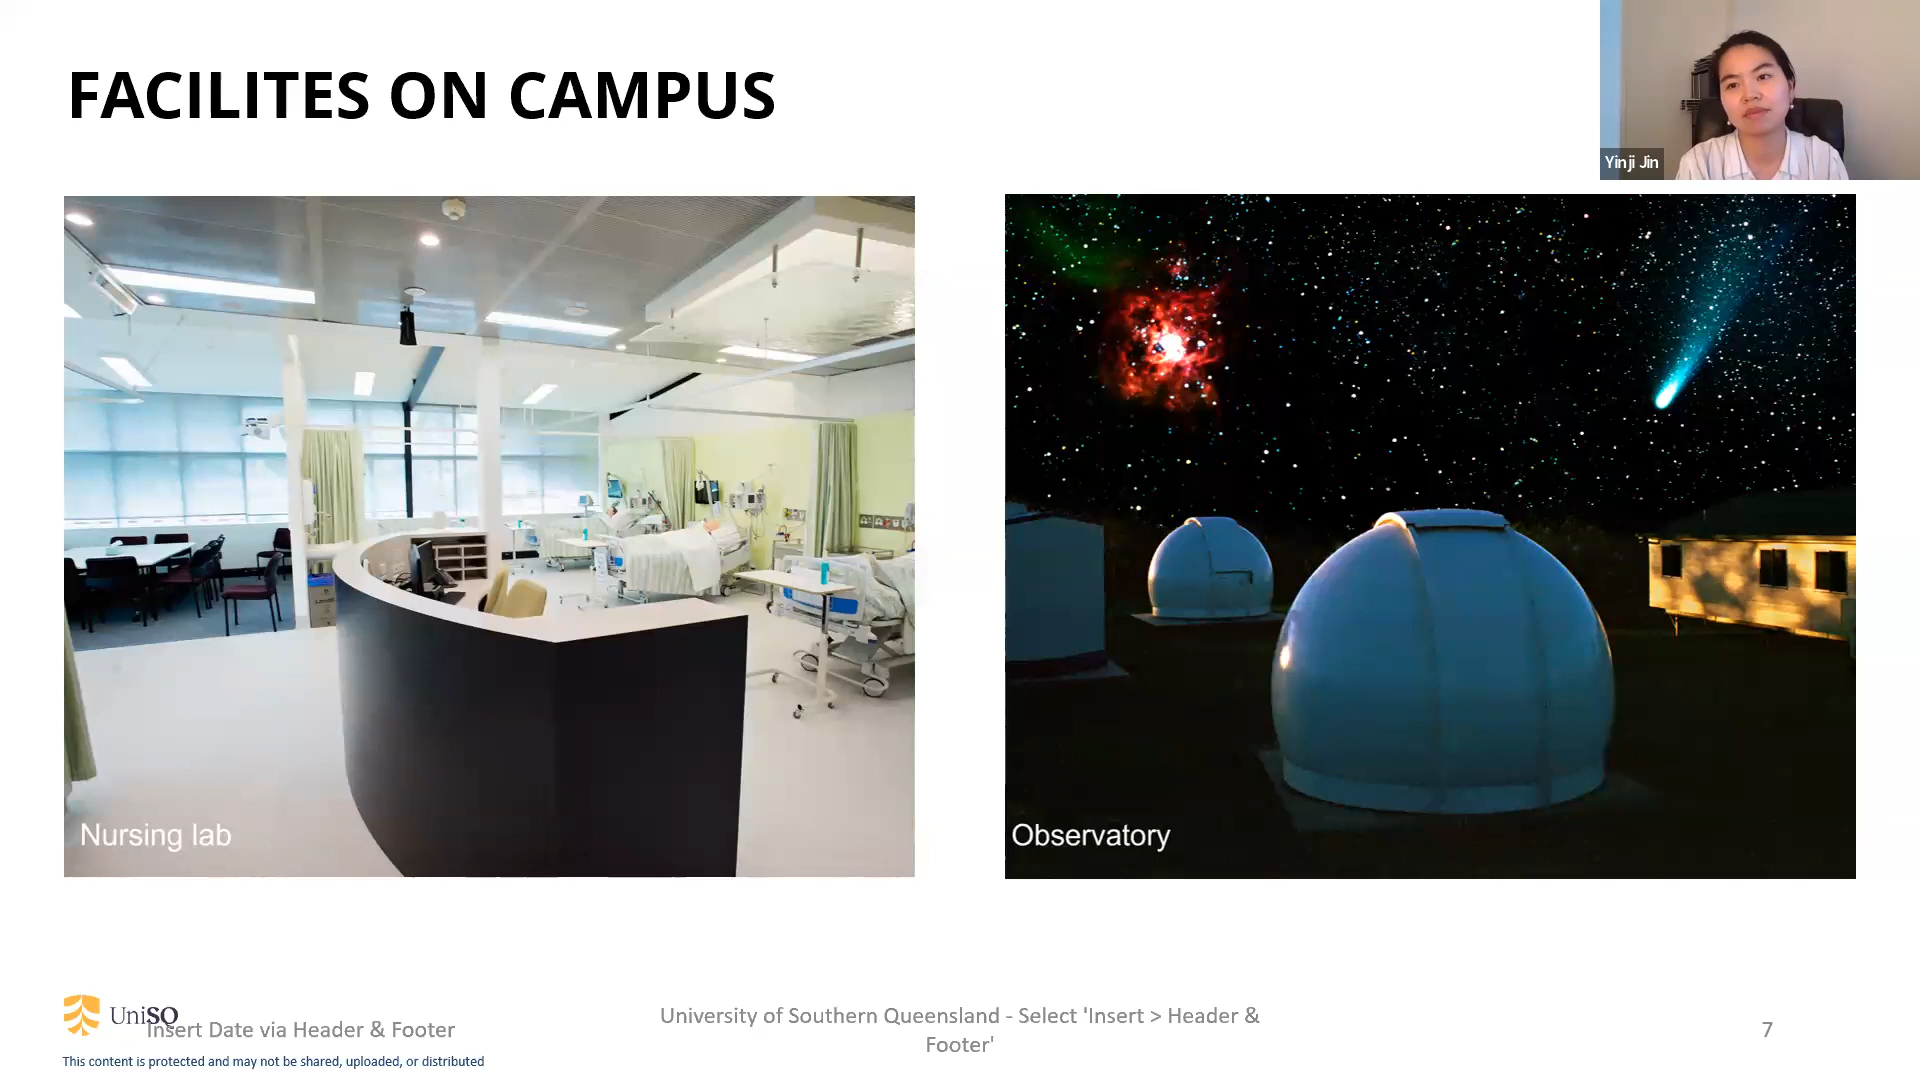 FACILITES ON CAMPUS
Yinji Jin
Nursing lab
Observatory
UniSQ
Insert Date via Header & Footer
University of Southern Queensland - Select 'Insert > Header &
Footer'
7
This content is protected and may not be shared, uploaded, or distributed